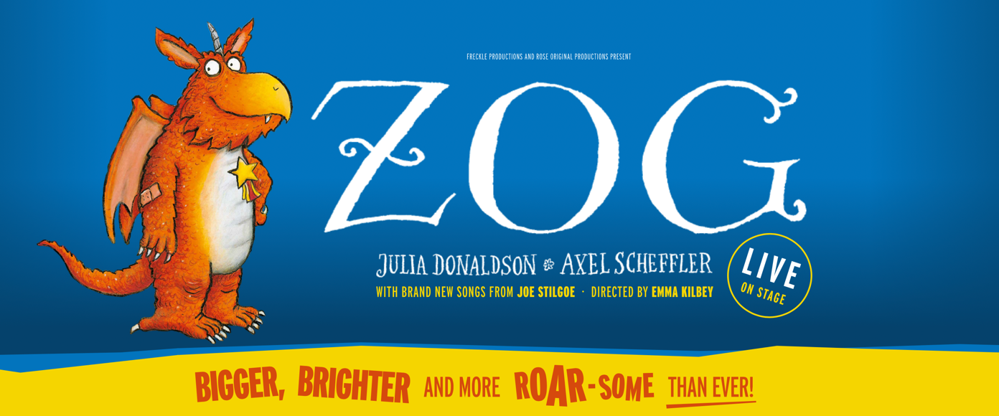 FRECKLE PRODUCTIONS AND ROSE ORIGINAL PRODUCTIONS PRESENT
ZOG
JULIA DONALDSON * AXEL SCHEFFLER
WITH BRAND NEW SONGS FROM JOE STILGOE · DIRECTED BY EMMA KILBEY
LIVE
ON STAGE
BIGGER, BRIGHTER AND MORE ROAR-SOME THAN EVER!